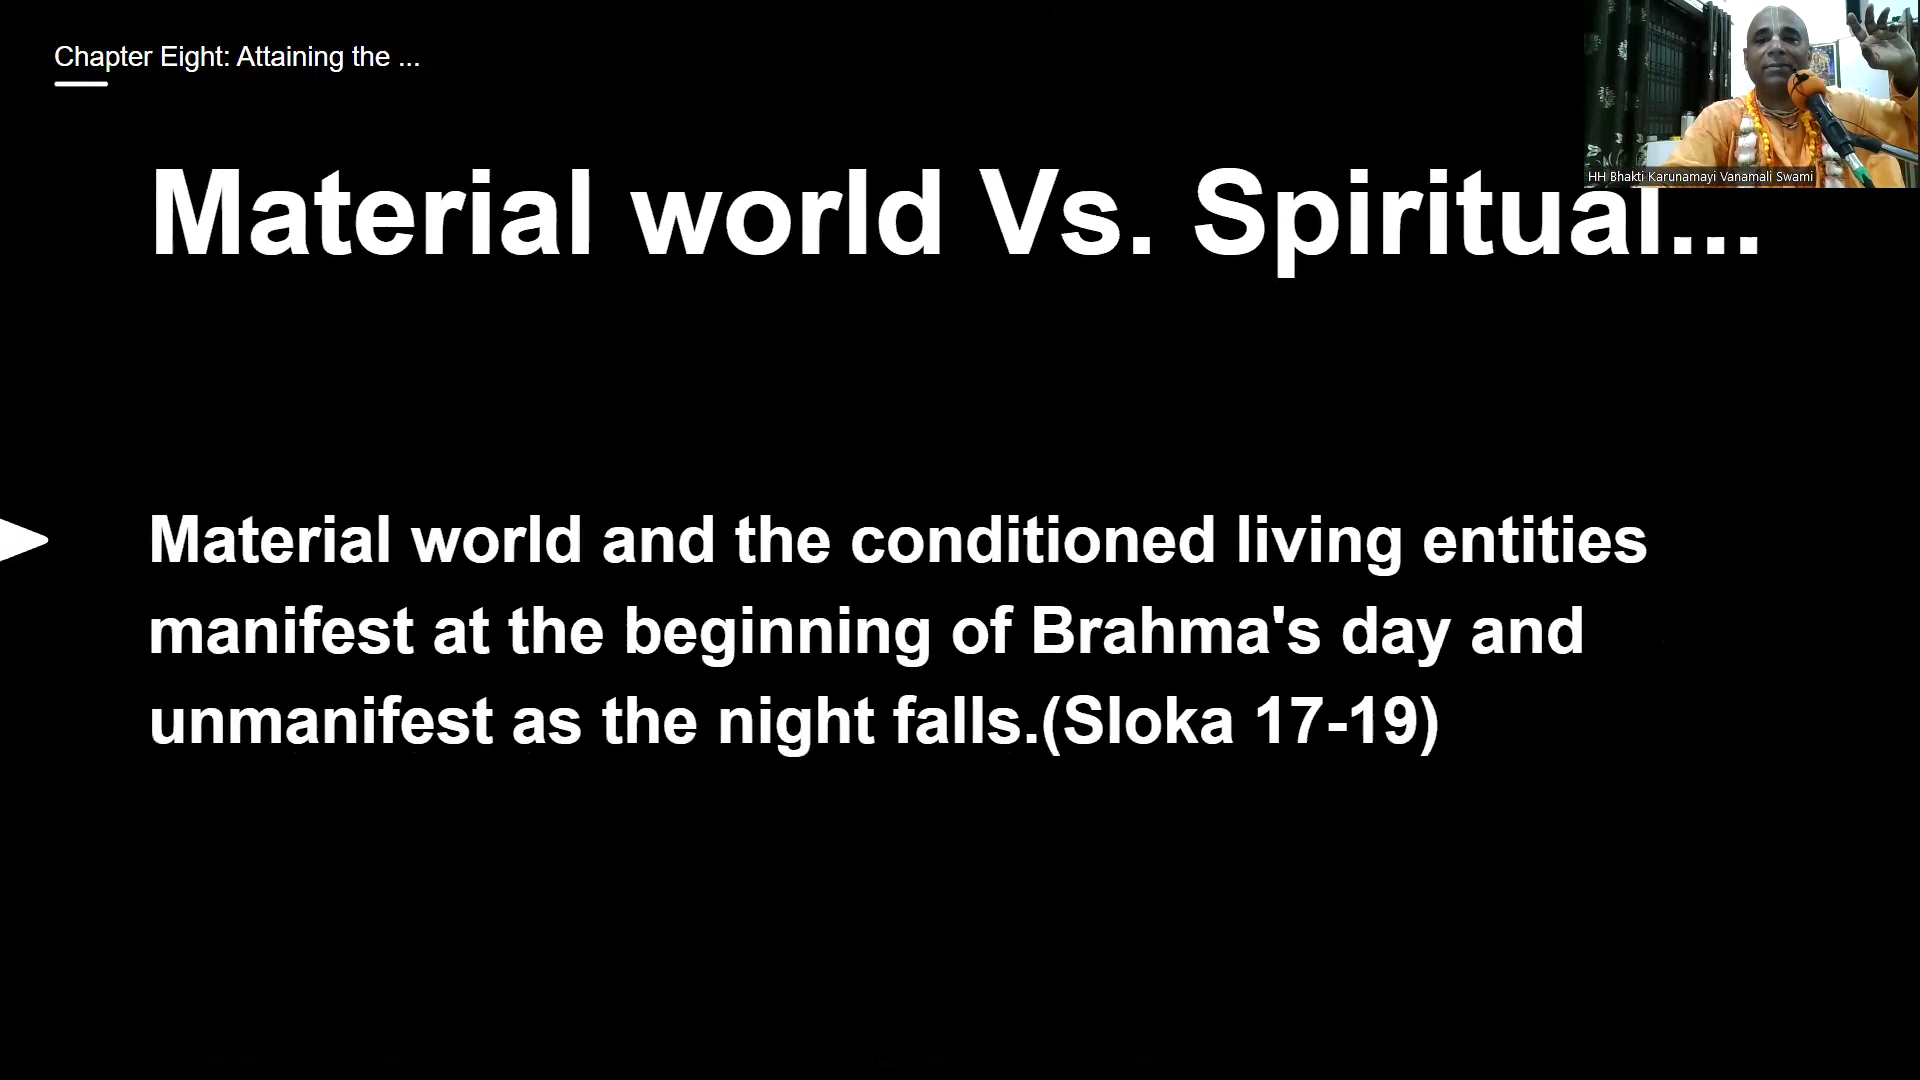 Chapter Eight: Attaining the ...
HH Bhakti Karunamayi Vanamali Swami
Material world Vs. Spiritual...
Material world and the conditioned living entities
manifest at the beginning of Brahma's day and
unmanifest as the night falls.(Sloka 17-19)